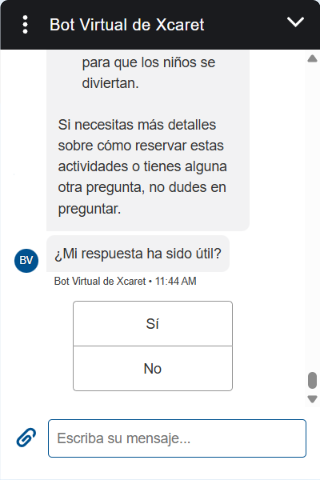 Bot Virtual de Xcaret
para que los niños se
diviertan.
Si necesitas más detalles
sobre cómo reservar estas
actividades o tienes alguna
otra pregunta, no dudes en
preguntar.
¿Mi respuesta ha sido útil?
BV
Bot Virtual de Xcaret • 11:44 AM
Sí
No
Escriba su mensaje...